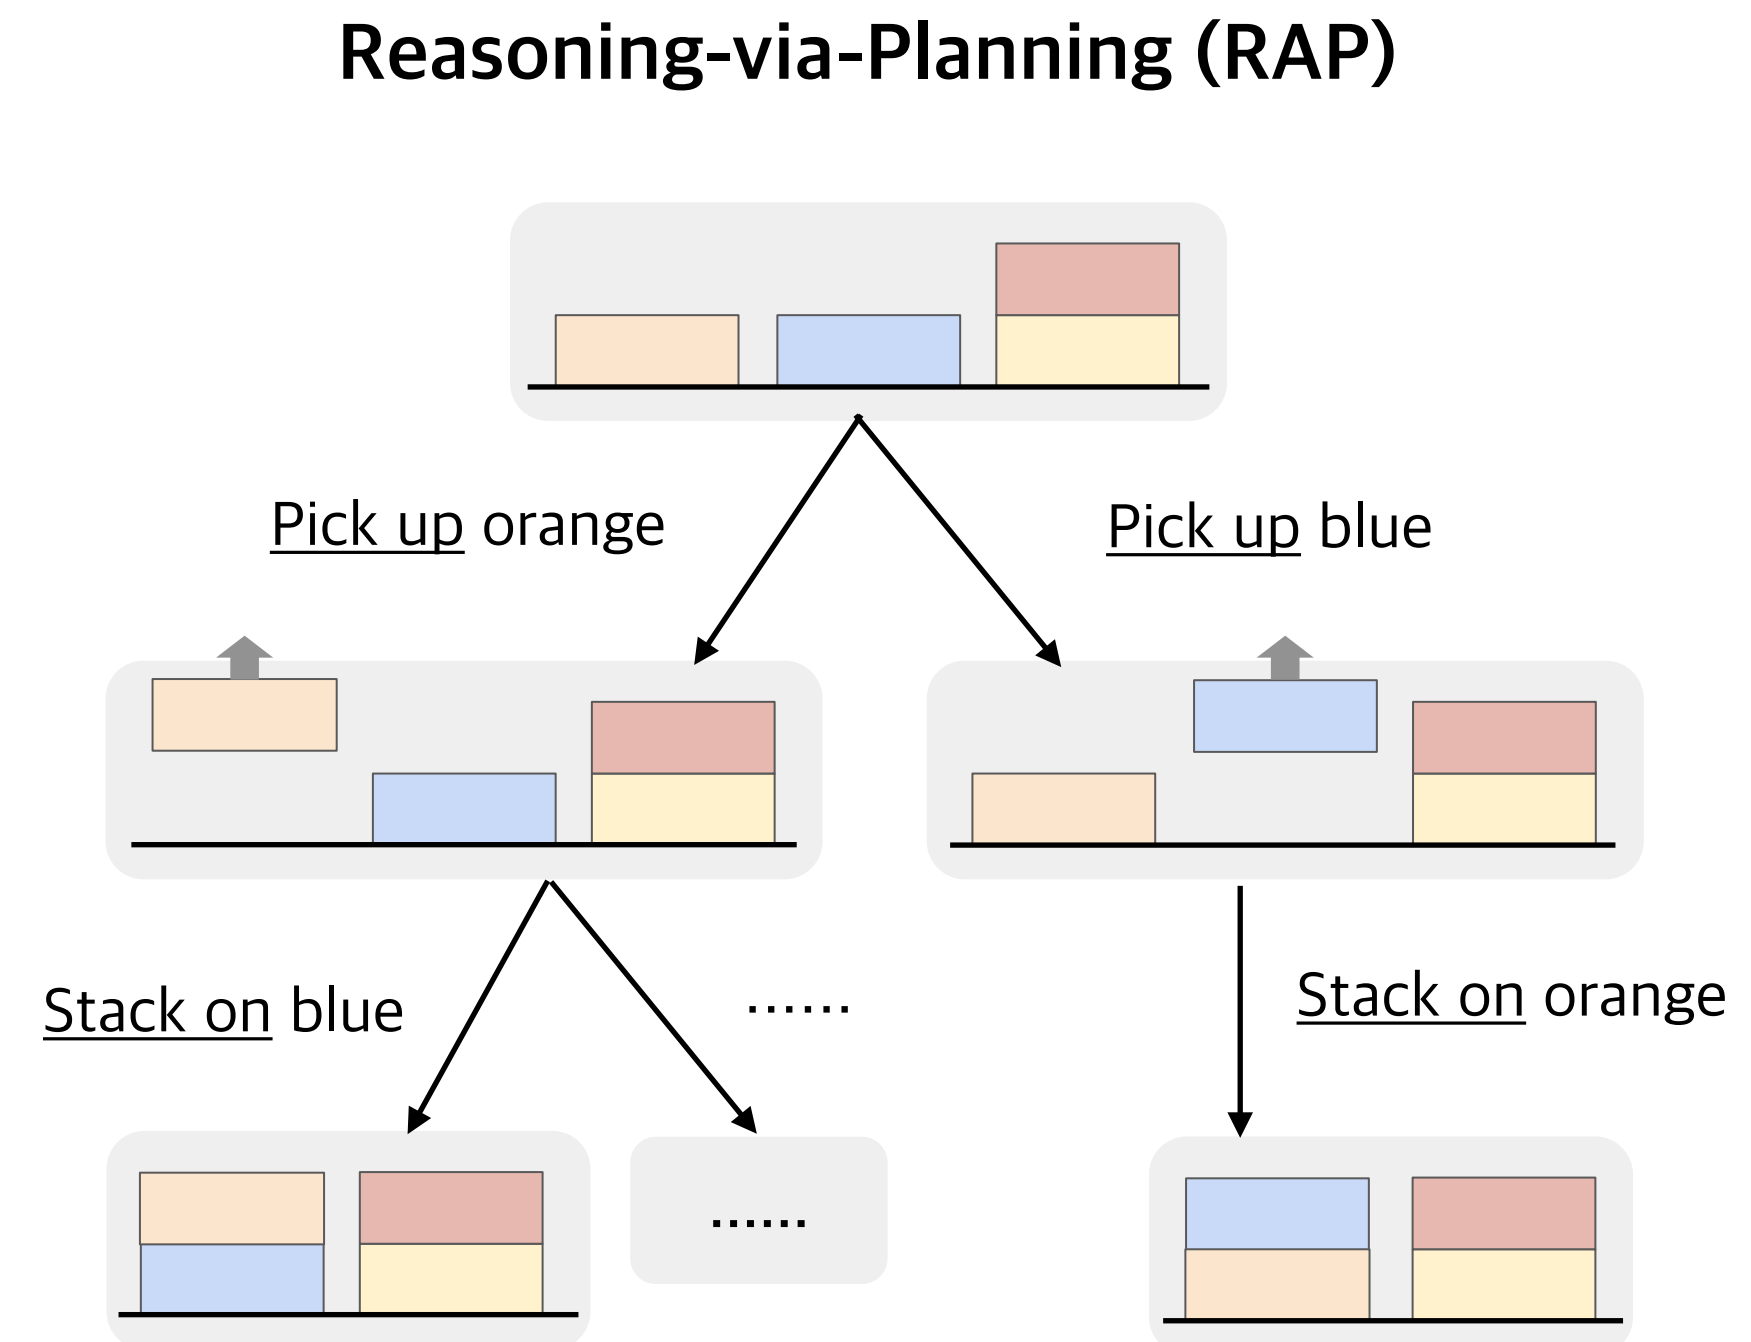 Reasoning-via-Planning (RAP)
Pick up orange
Pick up blue
Stack on blue
......
Stack on orange
......